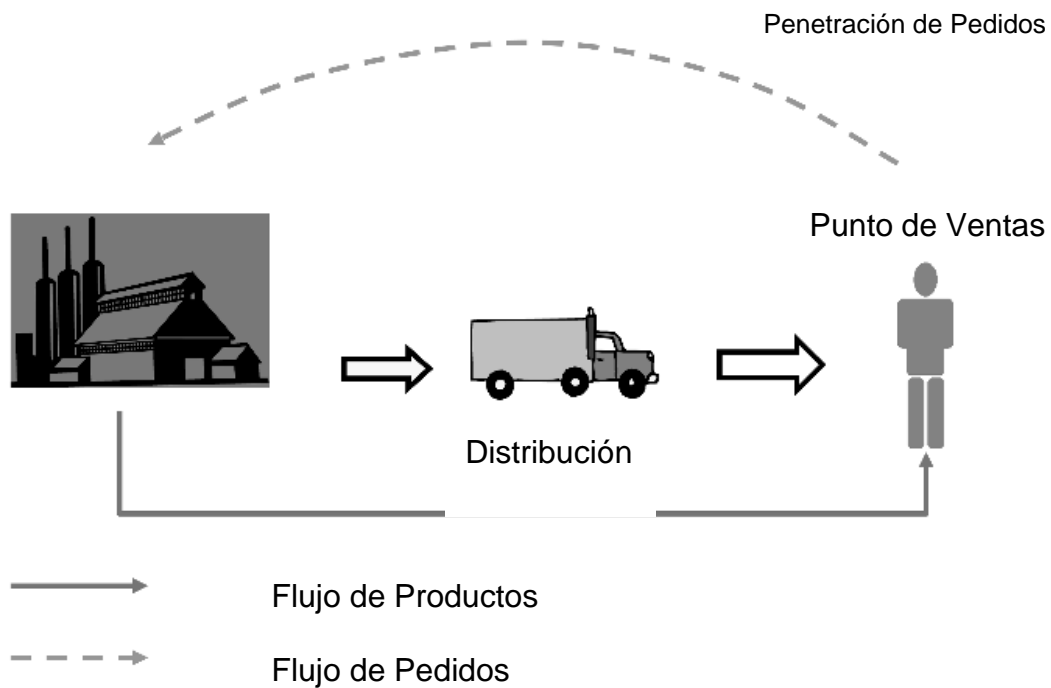 Penetración de Pedidos
Punto de Ventas
Distribución
Flujo de Productos
Flujo de Pedidos